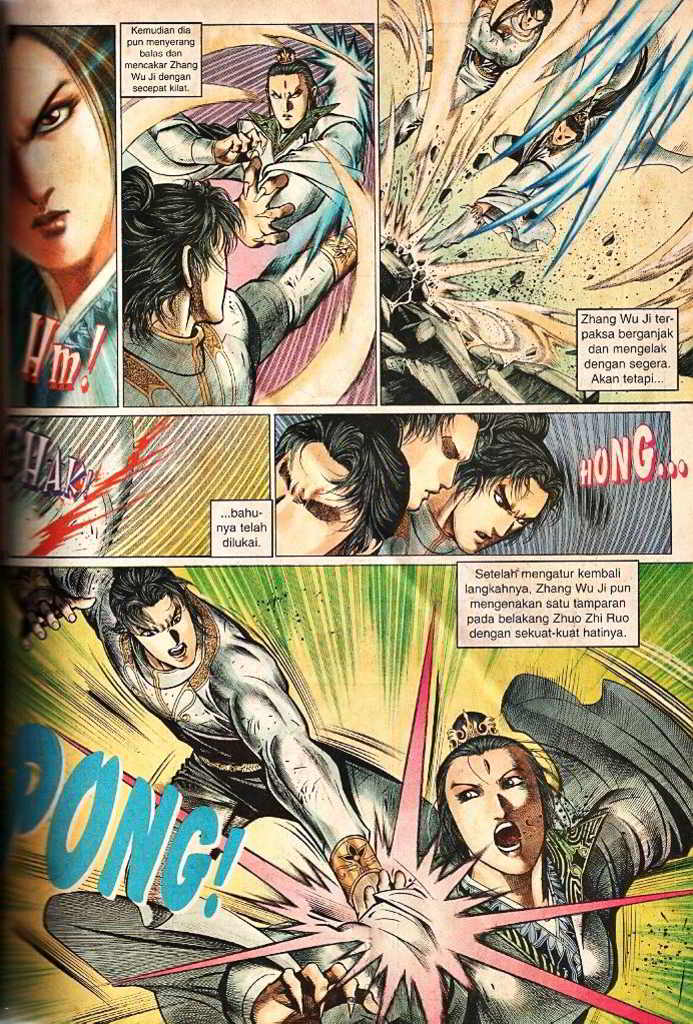 Kemudian dia
pun menyerang
balas dan
mencakar Zhang
Wu Ji dengan
secepat kilat.
Hm!
Zhang Wu Ji ter-
paksa berganjak
dan mengelak
dengan segera.
Akan tetapi...
CHAK!
...bahu-
nya telah
dilukai.
HONG....
Setelah mengatur kembali
langkahnya, Zhang Wu Ji pun
mengenakan satu tamparan
pada belakang Zhuo Zhi Ruo
dengan sekuat-kuat hatinya.
PONG!